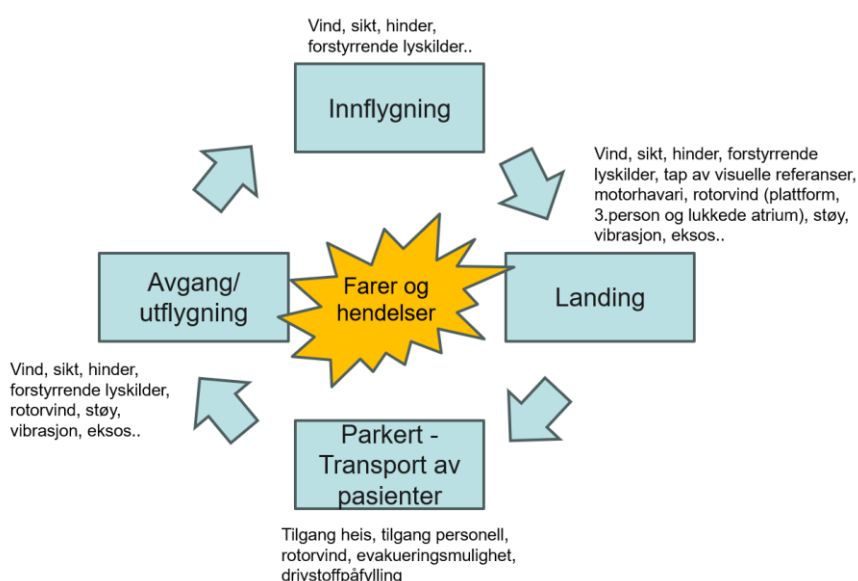 Vind, sikt, hinder,
forstyrrende lyskilder..
Innflygning
Vind, sikt, hinder, forstyrrende
lyskilder, tap av visuelle referanser,
motorhavari, rotorvind (plattform,
3.person og lukkede atrium), støy,
vibrasjon, eksos..
Avgang/
utflygning
Farer og
hendelser
Landing
Vind, sikt, hinder,
forstyrrende lyskilder,
rotorvind, støy,
vibrasjon, eksos..
Parkert -
Transport av
pasienter
Tilgang heis, tilgang personell,
rotorvind, evakueringsmulighet,
drivstoffpåfylling